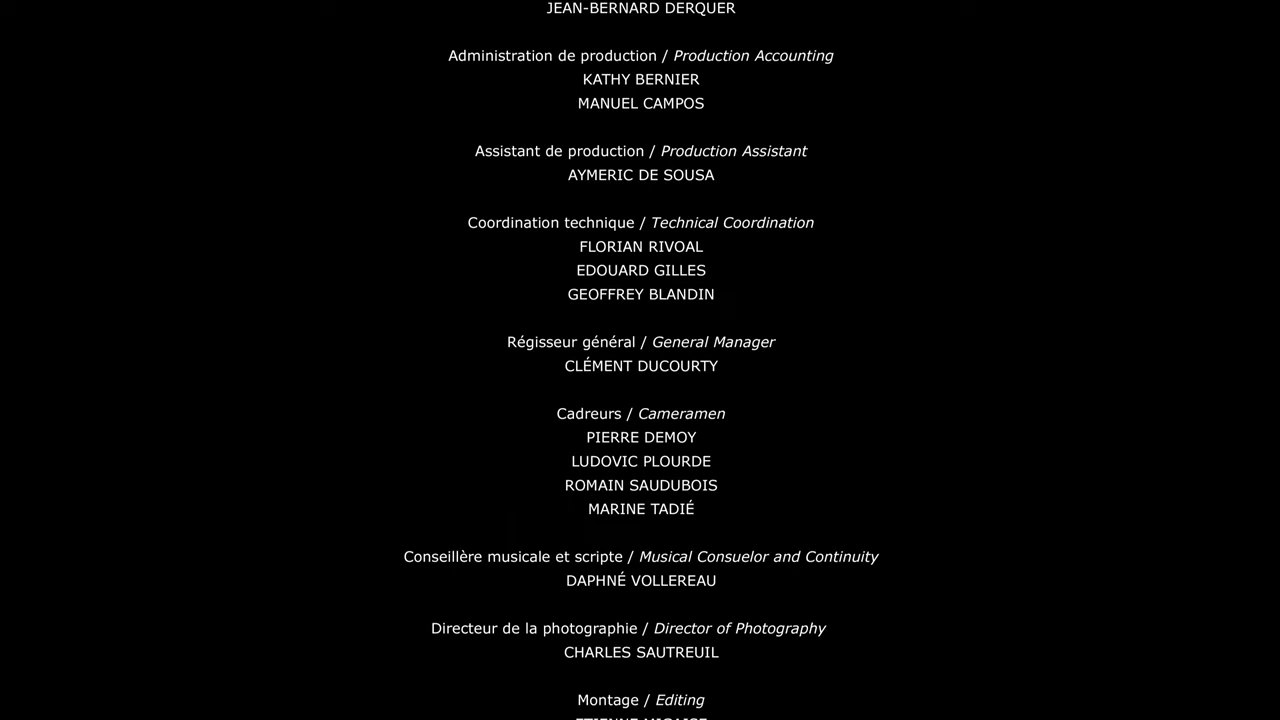 JEAN-BERNARD DERQUER
Administration de production / Production Accounting
KATHY BERNIER
MANUEL CAMPOS
Assistant de production / Production Assistant
AYMERIC DE SOUSA
Coordination technique / Technical Coordination
FLORIAN RIVOAL
EDOUARD GILLES
GEOFFREY BLANDIN
Régisseur général / General Manager
CLÉMENT DUCOURTY
Cadreurs / Cameramen
PIERRE DEMOY
LUDOVIC PLOURDE
ROMAIN SAUDUBOIS
MARINE TADIÉ
Conseillère musicale et scripte / Musical Consuelor and Continuity
DAPHNÉ VOLLEREAU
Directeur de la photographie / Director of Photography
CHARLES SAUTREUIL
Montage / Editing